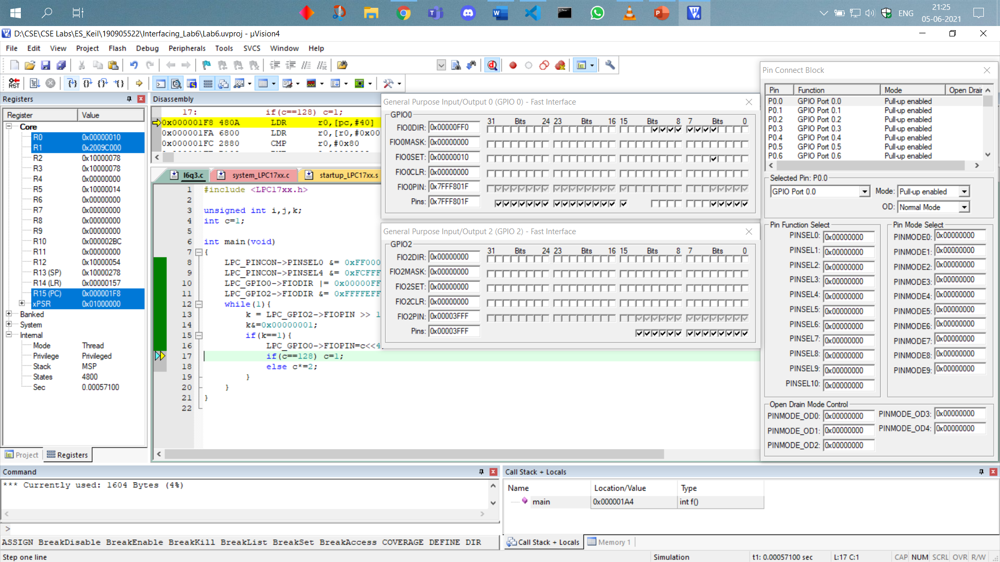 21:25
ENG
05-06-2021
D:\CSE\CSE Labs\ES_Keil\190905522\Interfacing_Lab6\Lab6.uvproj - µVision4
File Edit View Project Flash Debug Peripherals Tools SVCS Window Help
RST
Registers
Register Value
Core
R0 0x00000010
R1 0x2009C000
R2 0x10000078
R3 0x10000078
R4 0x00000000
R5 0x10000014
R6 0x00000000
R7 0x00000000
R8 0x00000000
R9 0x00000000
R10 0x000002BC
R11 0x00000000
R12 0x10000054
R13 (SP) 0x10000278
R14 (LR) 0x00000157
R15 (PC) 0x000001F8
xPSR 0x01000000
Banked
System
Internal
Mode Thread
Privilege Privileged
Stack MSP
States 4800
Sec 0.00057100
Project Registers
Disassembly
17: if(c==128) c=1;
0x000001F8 480A LDR r0,[pc,#40]
0x000001FA 6800 LDR r0,[r0,#0x00
0x000001FC 2880 CMP r0,#0x80
l6q3.c system_LPC17xx.c startup_LPC17xx.s
1 #include <LPC17xx.h>
2
3 unsigned int i,j,k;
4 int c=1;
5
6 int main(void)
7 {
8 LPC_PINCON->PINSEL0 &= 0xFF000
9 LPC_PINCON->PINSEL4 &= 0xFCFFF
10 LPC_GPIO0->FIODIR |= 0x00000FF
11 LPC_GPIO2->FIODIR &= 0xFFFFEFF
12 while(1){
13 k = LPC_GPIO2->FIOPIN >> 1
14 k&=0x00000001;
15 if(k==1){
16 LPC_GPIO0->FIOPIN=c<<4
17 if(c==128) c=1;
18 else c*=2;
19 }
20 }
21 }
22
General Purpose Input/Output 0 (GPIO 0) - Fast Interface
GPIO0
31 Bits 24 23 Bits 16 15 Bits 8 7 Bits 0
FIO0DIR: 0x00000FF0
FIO0MASK: 0x00000000
FIO0SET: 0x00000010
FIO0CLR: 0x00000000
FIO0PIN: 0x7FFF801F
Pins: 0x7FFF801F
General Purpose Input/Output 2 (GPIO 2) - Fast Interface
GPIO2
31 Bits 24 23 Bits 16 15 Bits 8 7 Bits 0
FIO2DIR: 0x00000000
FIO2MASK: 0x00000000
FIO2SET: 0x00000000
FIO2CLR: 0x00000000
FIO2PIN: 0x00003FFF
Pins: 0x00003FFF
Pin Connect Block
Pin Function Mode Open Drain
P0.0 GPIO Port 0.0 Pull-up enabled
P0.1 GPIO Port 0.1 Pull-up enabled
P0.2 GPIO Port 0.2 Pull-up enabled
P0.3 GPIO Port 0.3 Pull-up enabled
P0.4 GPIO Port 0.4 Pull-up enabled
P0.5 GPIO Port 0.5 Pull-up enabled
P0.6 GPIO Port 0.6 Pull-up enabled
Selected Pin: P0.0
GPIO Port 0.0 Mode: Pull-up enabled
OD: Normal Mode
Pin Function Select
PINSEL0: 0x00000000
PINSEL1: 0x00000000
PINSEL2: 0x00000000
PINSEL3: 0x00000000
PINSEL4: 0x00000000
PINSEL5: 0x00000000
PINSEL6: 0x00000000
PINSEL7: 0x00000000
PINSEL8: 0x00000000
PINSEL9: 0x00000000
PINSEL10: 0x00000000
Pin Mode Select
PINMODE0: 0x00000000
PINMODE1: 0x00000000
PINMODE2: 0x00000000
PINMODE3: 0x00000000
PINMODE4: 0x00000000
PINMODE5: 0x00000000
PINMODE6: 0x00000000
PINMODE7: 0x00000000
PINMODE8: 0x00000000
PINMODE9: 0x00000000
Open Drain Mode Control
PINMODE_OD0: 0x00000000 PINMODE_OD3: 0x00000000
PINMODE_OD1: 0x00000000 PINMODE_OD4: 0x00000000
PINMODE_OD2: 0x00000000
Command
*** Currently used: 1604 Bytes (4%)
>
ASSIGN BreakDisable BreakEnable BreakKill BreakList BreakSet BreakAccess COVERAGE DEFINE DIR
Call Stack + Locals
Name Location/Value Type
main 0x000001A4 int f()
Call Stack + Locals Memory 1
Step one line Simulation t1: 0.00057100 sec L:17 C:1 CAP NUM SCRL OVR R/W